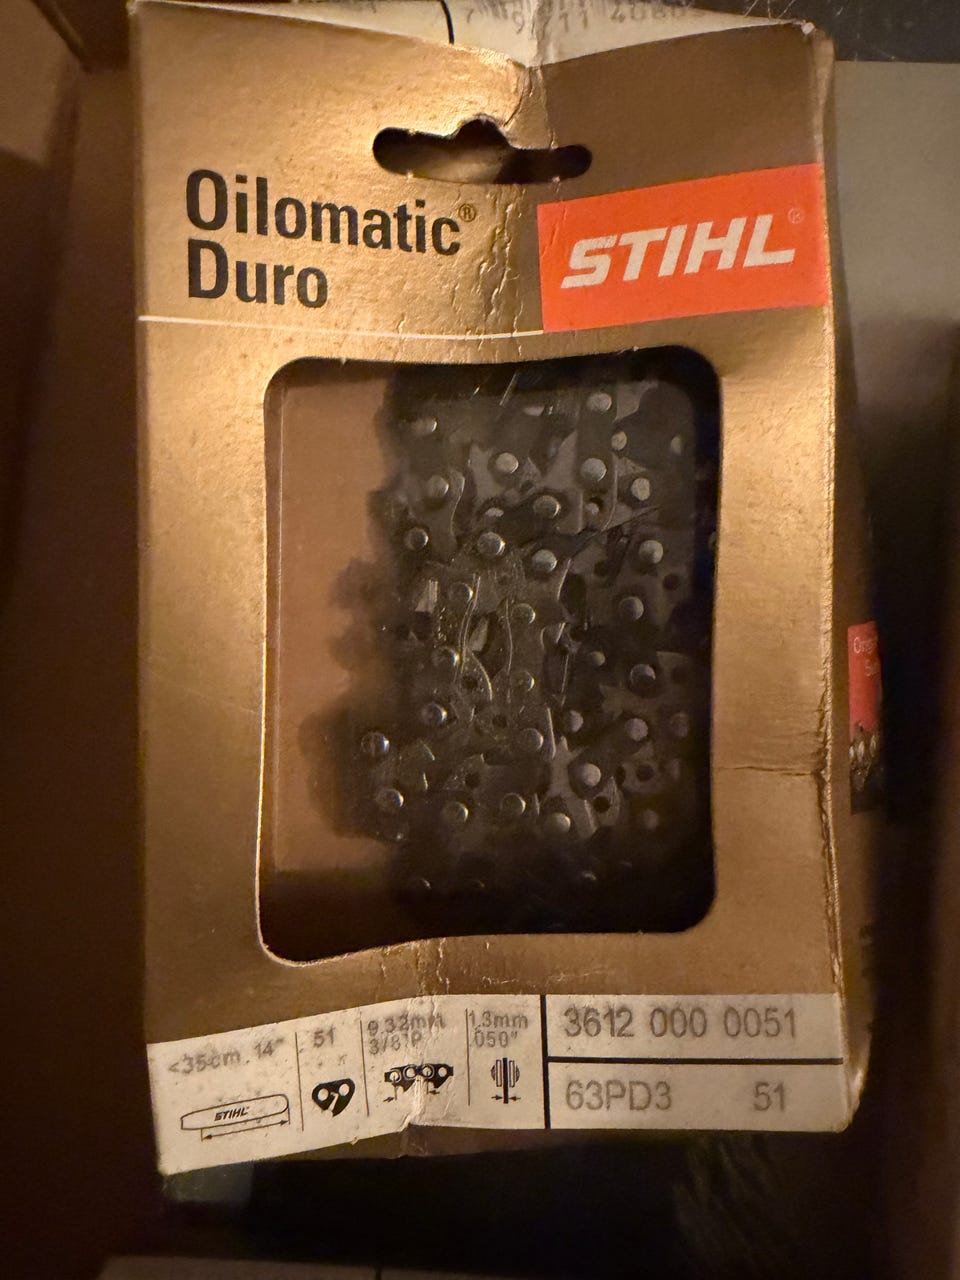 Oilomatic®
Duro
STIHL®
<35cm 14"
51
9.32mm
3/8"P
1.3mm
.050"
3612 000 0051
63PD3 51
STIHL